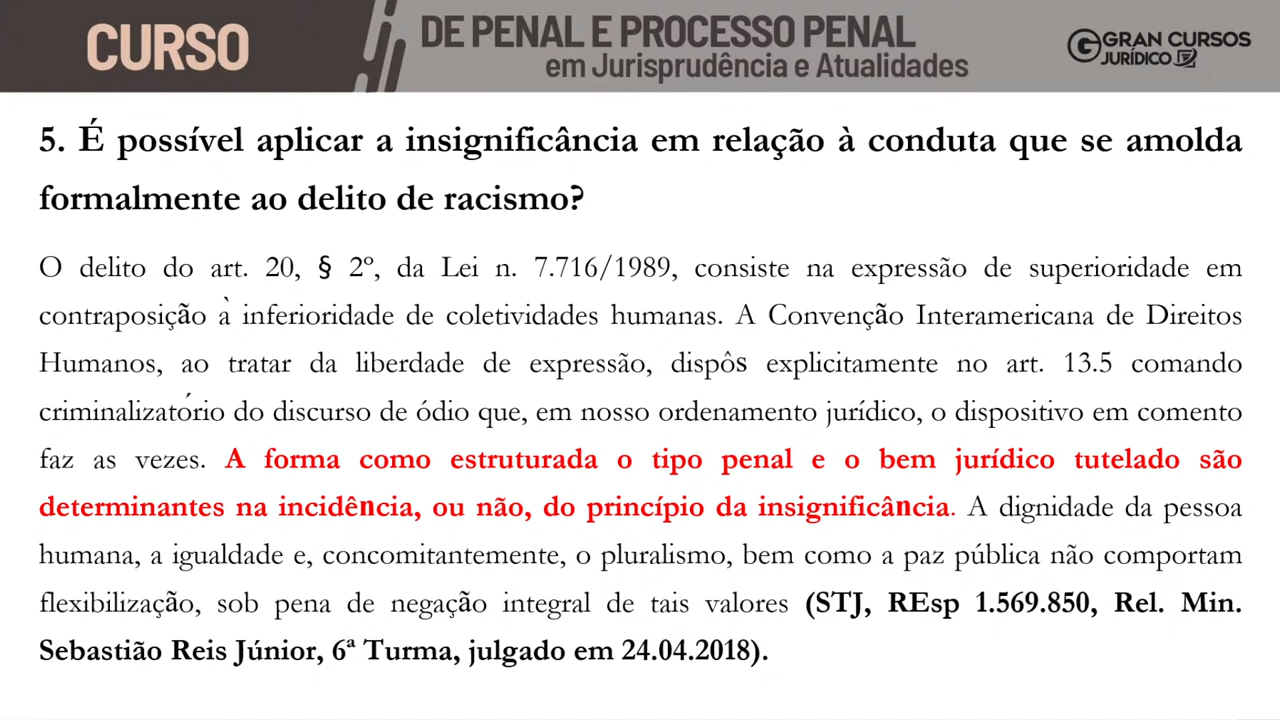 CURSO
DE PENAL E PROCESSO PENAL
em Jurisprudência e Atualidades
GRAN CURSOS
JURÍDICO
5. É possível aplicar a insignificância em relação à conduta que se amolda
formalmente ao delito de racismo?
O delito do art. 20, § 2º, da Lei n. 7.716/1989, consiste na expressão de superioridade em
contraposição à inferioridade de coletividades humanas. A Convenção Interamericana de Direitos
Humanos, ao tratar da liberdade de expressão, dispôs explicitamente no art. 13.5 comando
criminalizatório do discurso de ódio que, em nosso ordenamento jurídico, o dispositivo em comento
faz as vezes. A forma como estruturada o tipo penal e o bem jurídico tutelado são
determinantes na incidência, ou não, do princípio da insignificância. A dignidade da pessoa
humana, a igualdade e, concomitantemente, o pluralismo, bem como a paz pública não comportam
flexibilização, sob pena de negação integral de tais valores (STJ, REsp 1.569.850, Rel. Min.
Sebastião Reis Júnior, 6ª Turma, julgado em 24.04.2018).